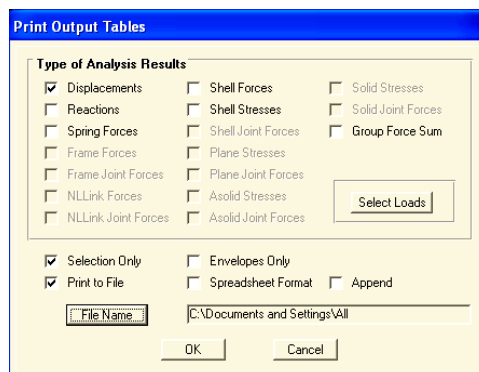 Print Output Tables
Type of Analysis Results
Displacements Shell Forces Solid Stresses
Reactions Shell Stresses Solid Joint Forces
Spring Forces Shell Joint Forces Group Force Sum
Frame Forces Plane Stresses
Frame Joint Forces Plane Joint Forces
NLLink Forces Asolid Stresses Select Loads
NLLink Joint Forces Asolid Joint Forces
Selection Only Envelopes Only
Print to File Spreadsheet Format Append
File Name C:\Documents and Settings\All
OK Cancel